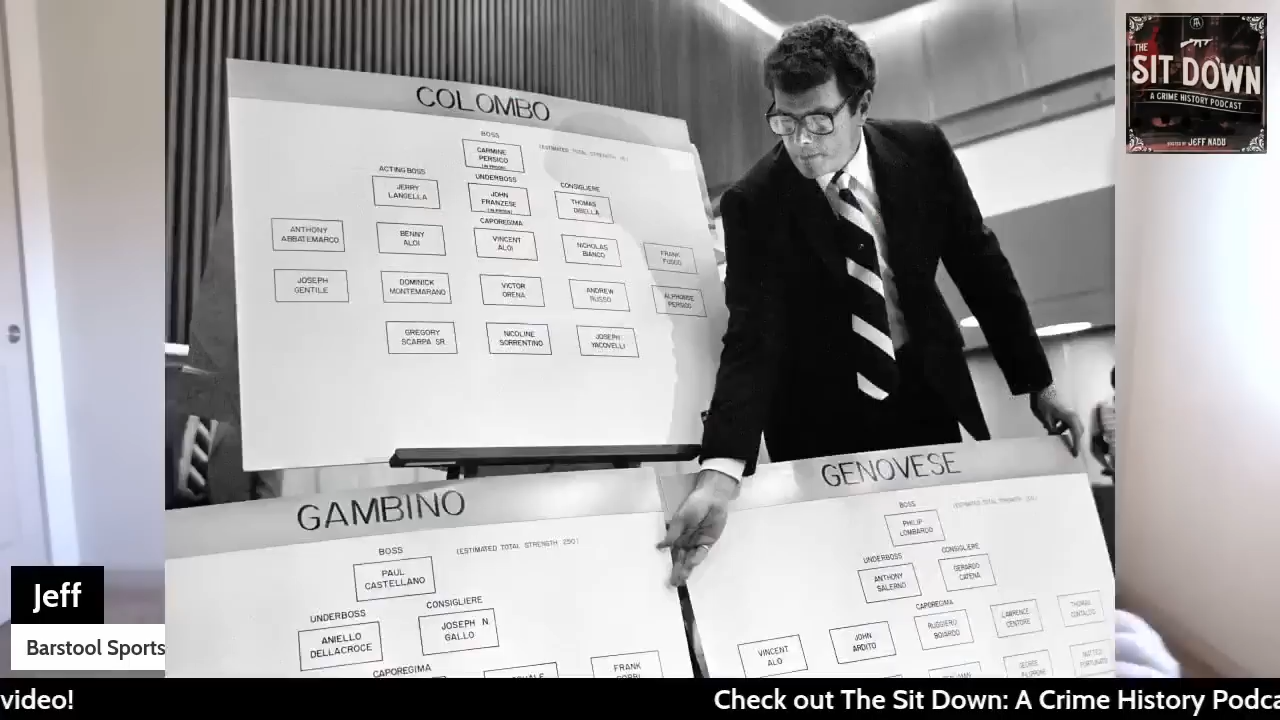 COLOMBO
BOSS
CARMINE
PERSICO
ACTING BOSS
JERRY
LANGELLA
UNDERBOSS
JOHN
FRANZESE
CONSIGLIERE
THOMAS
DIBELLA
CAPOREGIMA
ANTHONY
ABBATEMARCO
BENNY
ALOI
VINCENT
ALOI
NICHOLAS
BIANCO
FRANK
FUSCO
JOSEPH
GENTILE
DOMINICK
MONTEMARANO
VICTOR
ORENA
ANDREW
RUSSO
ALPHONSE
PERSICO
GREGORY
SCARPA SR
NICOLINE
SORRENTINO
JOSEPH
YACOVELLI
GAMBINO
BOSS
(ESTIMATED TOTAL STRENGTH 250)
PAUL
CASTELLANO
UNDERBOSS
ANIELLO
DELLACROCE
CONSIGLIERE
JOSEPH N
GALLO
CAPOREGIMA
FRANK
GENOVESE
BOSS
PHILIP
LOMBARDO
UNDERBOSS
ANTHONY
SALERNO
CONSIGLIERE
GERARDO
CATENA
CAPOREGIMA
VINCENT
ALO
JOHN
ARDITO
RUGGIERO
BOIARDO
LAWRENCE
CENTORE
THOMAS
CONTALDO
THE
SIT DOWN
A CRIME HISTORY PODCAST
HOSTED BY JEFF NADU
Jeff
Barstool Sports
video!
Check out The Sit Down: A Crime History Podca